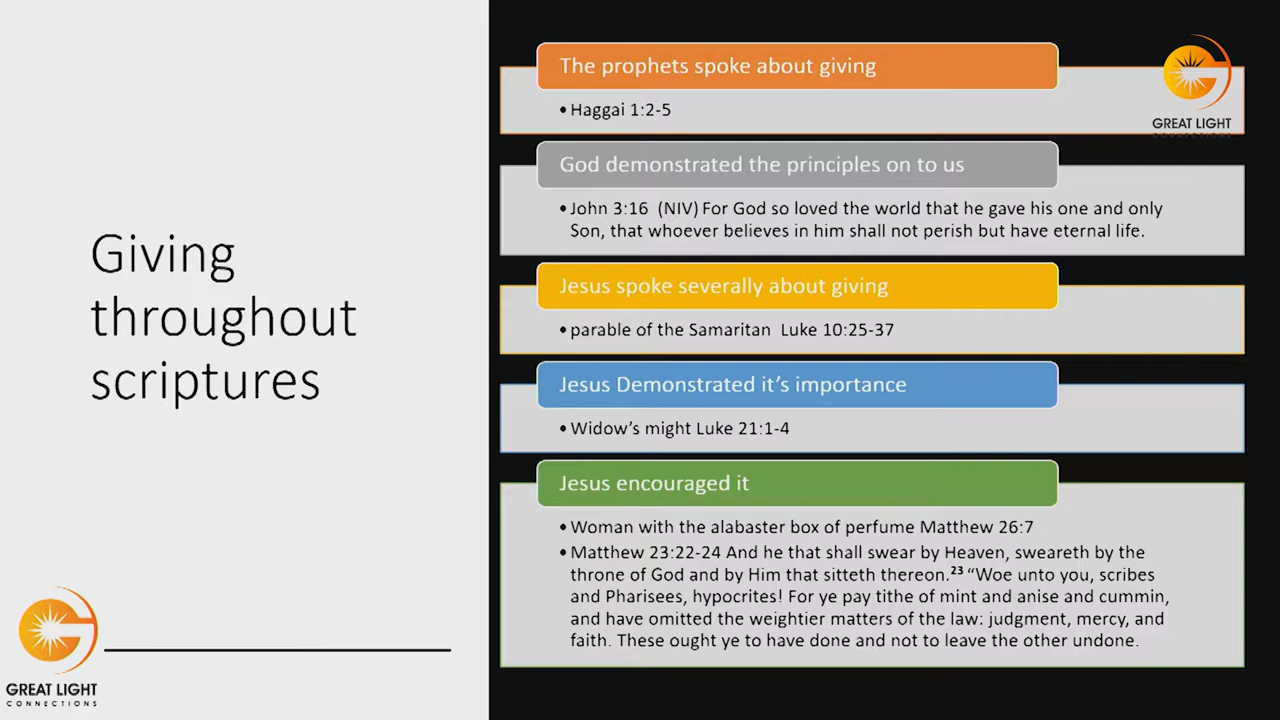 Giving
throughout
scriptures
The prophets spoke about giving
•Haggai 1:2-5
God demonstrated the principles on to us
•John 3:16 (NIV) For God so loved the world that he gave his one and only
Son, that whoever believes in him shall not perish but have eternal life.
Jesus spoke severally about giving
•parable of the Samaritan Luke 10:25-37
Jesus Demonstrated it’s importance
•Widow’s might Luke 21:1-4
Jesus encouraged it
•Woman with the alabaster box of perfume Matthew 26:7
•Matthew 23:22-24 And he that shall swear by Heaven, sweareth by the
throne of God and by Him that sitteth thereon.²³ “Woe unto you, scribes
and Pharisees, hypocrites! For ye pay tithe of mint and anise and cummin,
and have omitted the weightier matters of the law: judgment, mercy, and
faith. These ought ye to have done and not to leave the other undone.
GREAT LIGHT
GREAT LIGHT
CONNECTIONS